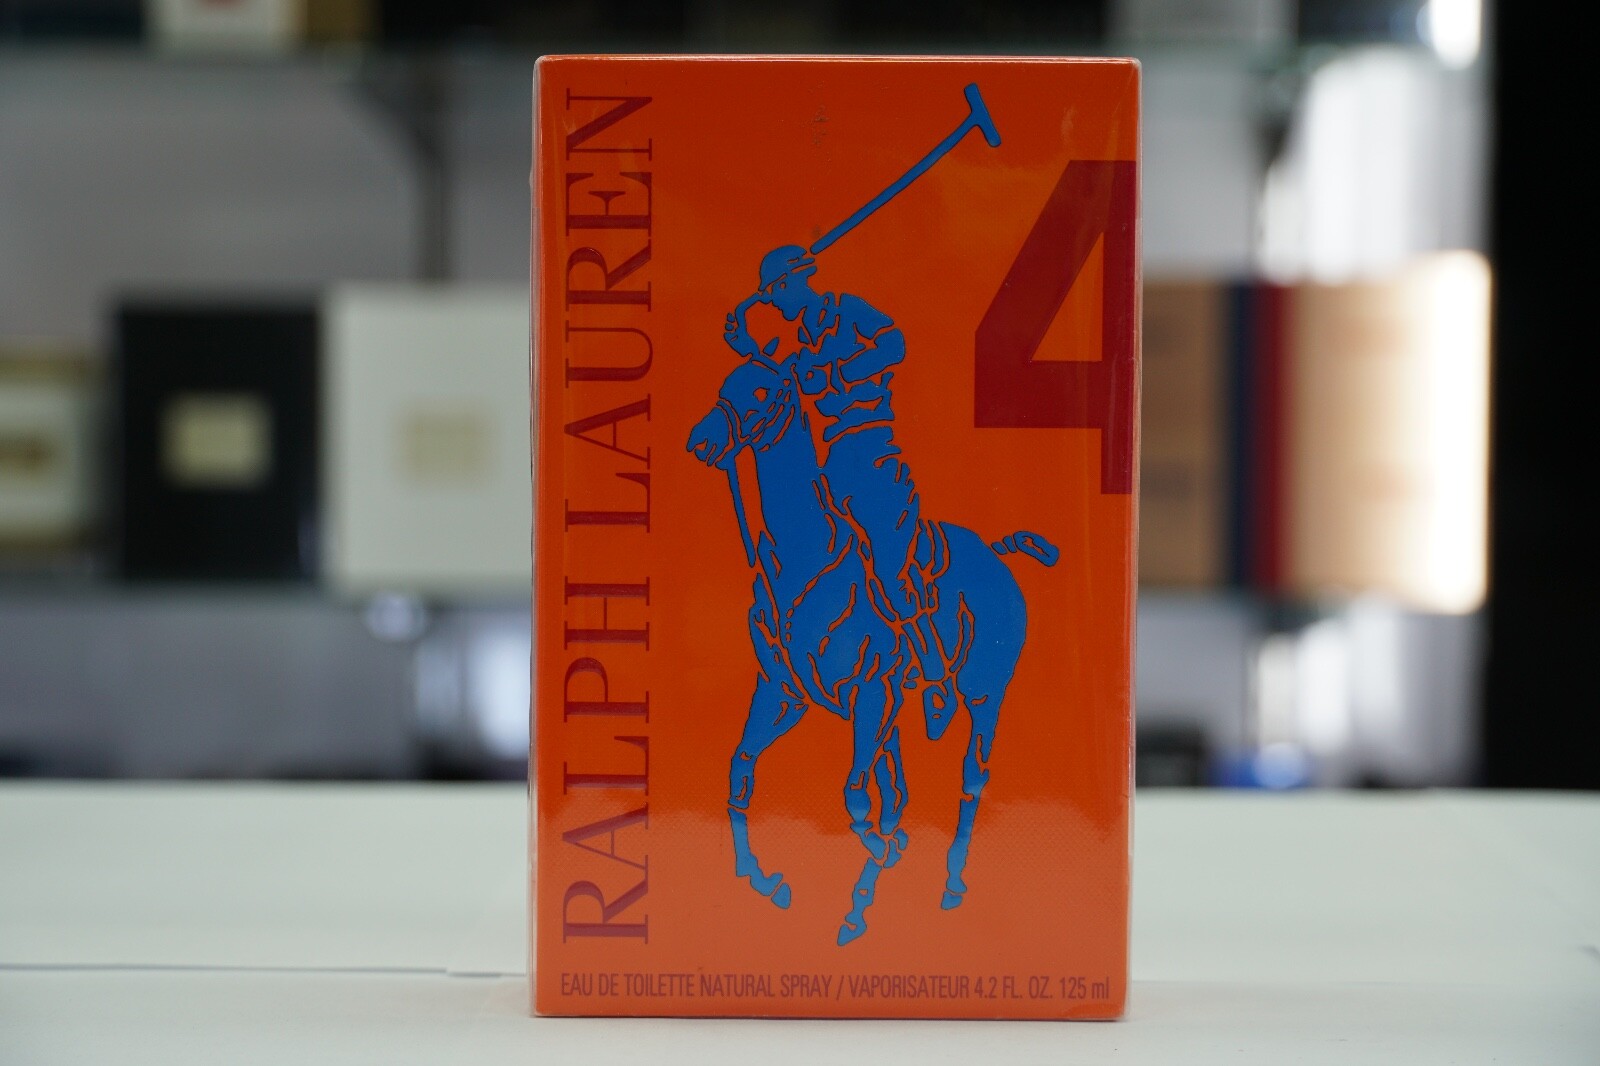 RALPH LAUREN
4
EAU DE TOILETTE NATURAL SPRAY / VAPORISATEUR 4.2 FL. OZ. 125 ml